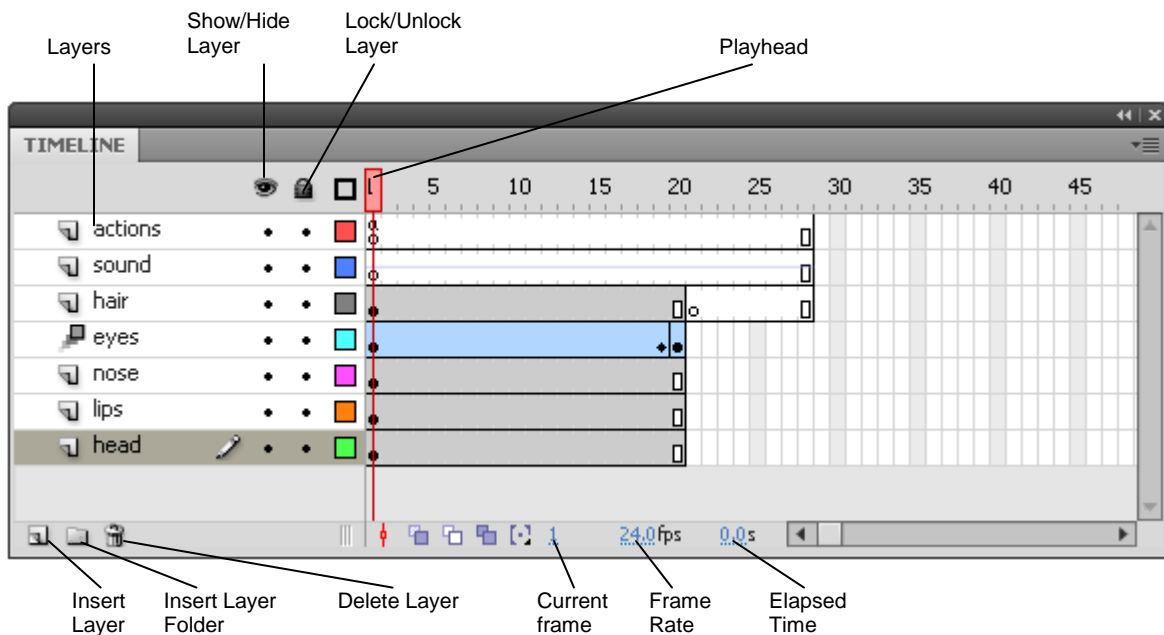 Show/Hide
Layer
Lock/Unlock
Layer
Layers
Playhead
TIMELINE
5 10 15 20 25 30 35 40 45
actions
a
sound
hair
eyes
nose
lips
head
1 24.0fps 0.0s
Insert
Layer
Insert Layer
Folder
Delete Layer
Current
frame
Frame
Rate
Elapsed
Time